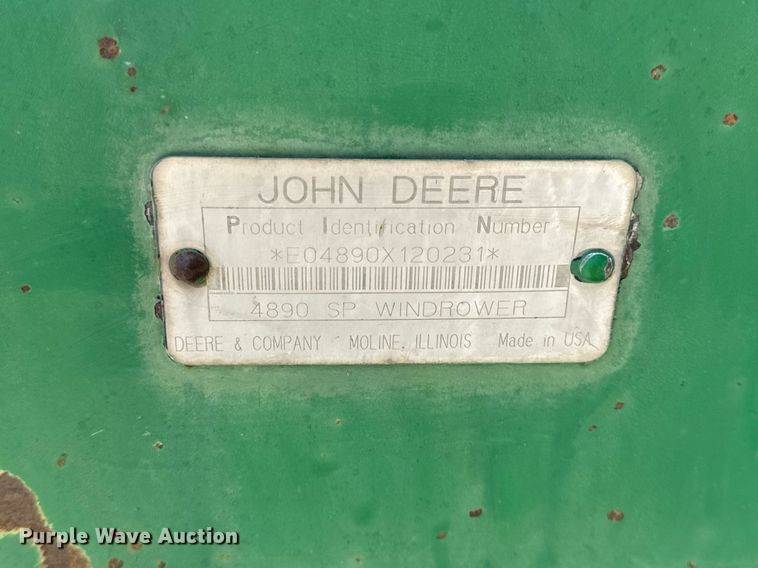 JOHN DEERE
Product Identification Number
*E04890X120231*
4890 SP WINDROWER
DEERE & COMPANY MOLINE, ILLINOIS Made in USA
Purple Wave Auction